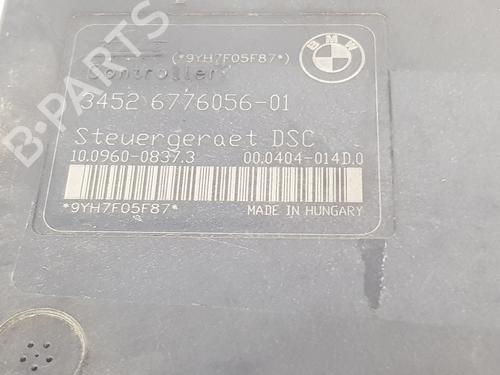 (*9YH7F05F87*)
BMW
Controller
3452 6776056-01
Steuergeraet DSC
10.0960-0837.3 00.0404-014D.0
*9YH7F05F87* MADE IN HUNGARY
B-PARTS